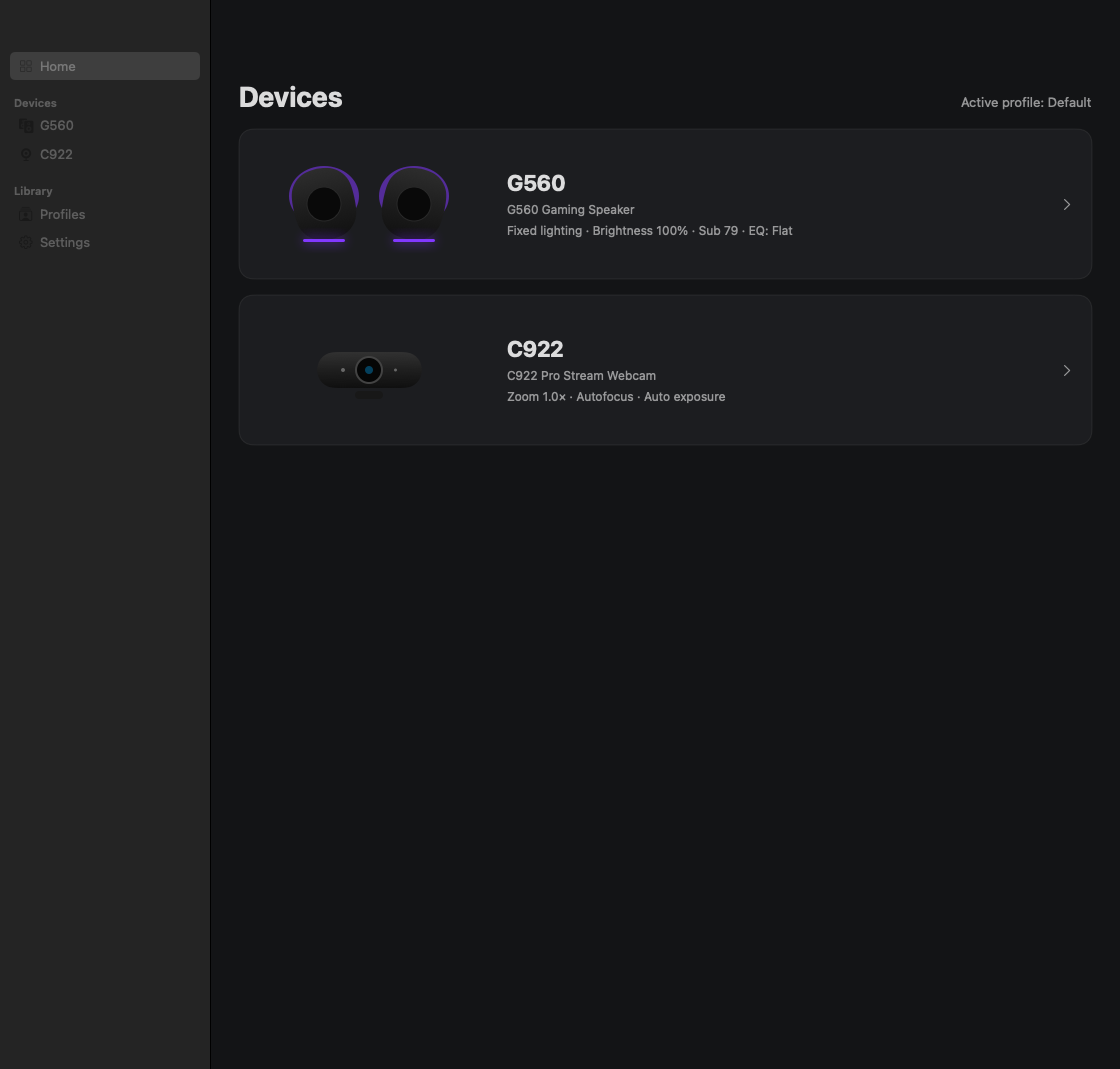 Home
Devices
G560
C922
Library
Profiles
Settings
Devices
Active profile: Default
G560
G560 Gaming Speaker
Fixed lighting · Brightness 100% · Sub 79 · EQ: Flat
C922
C922 Pro Stream Webcam
Zoom 1.0× · Autofocus · Auto exposure